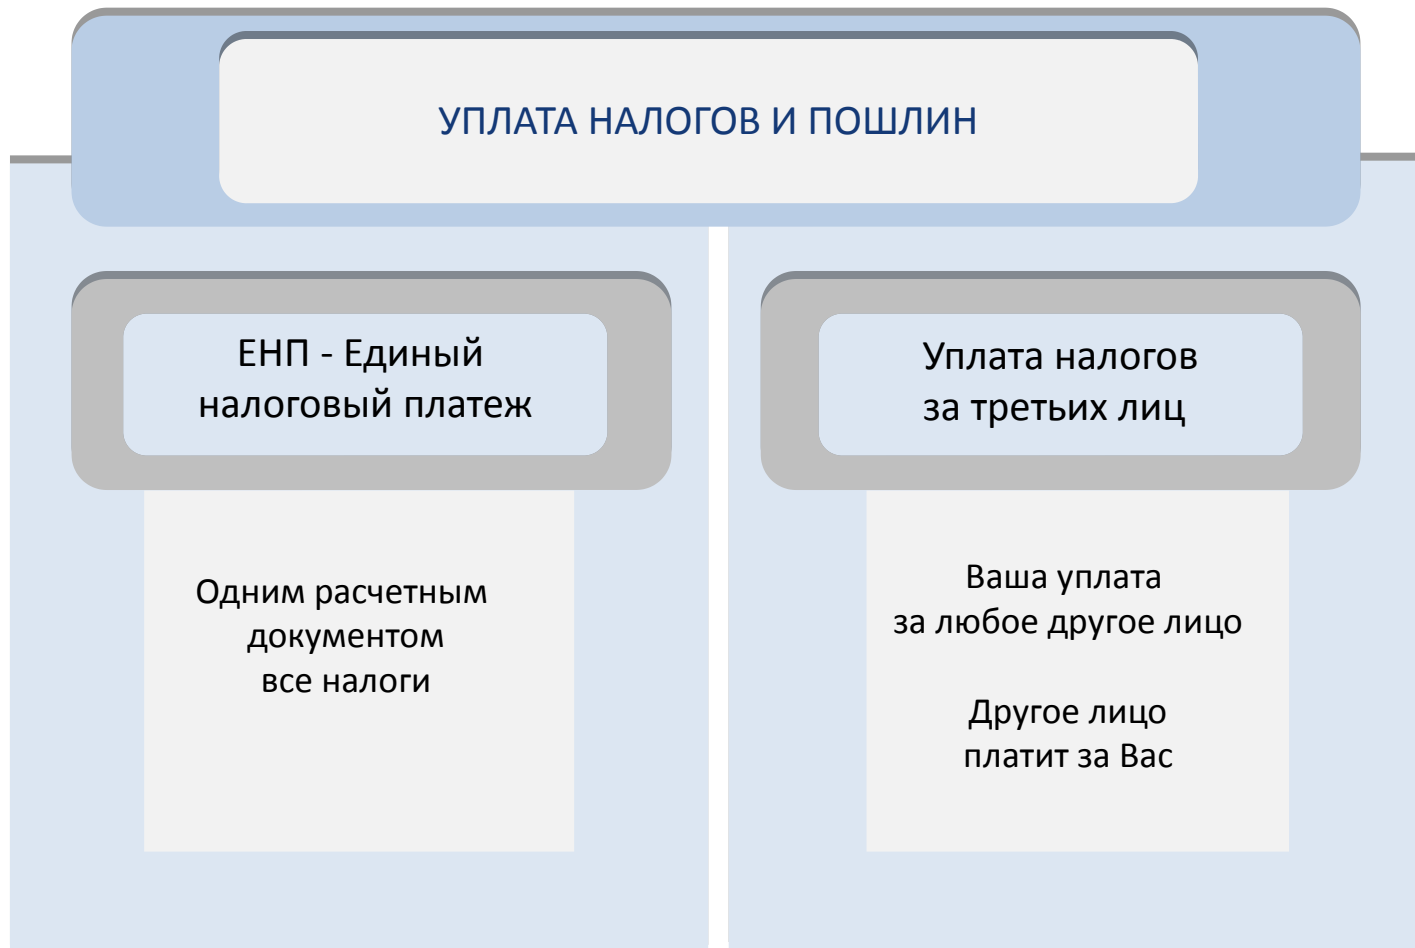 УПЛАТА НАЛОГОВ И ПОШЛИН
ЕНП - Единый
налоговый платеж
Одним расчетным
документом
все налоги
Уплата налогов
за третьих лиц
Ваша уплата
за любое другое лицо
Другое лицо
платит за Вас